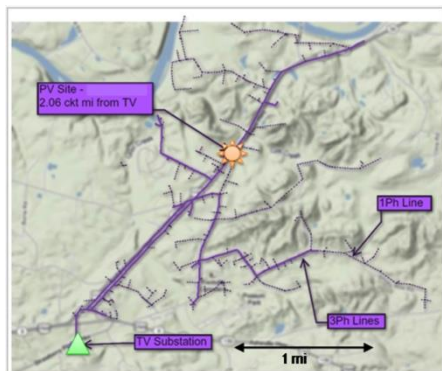 PV Site -
2.06 ckt mi from TV
1Ph Line
3Ph Lines
TV Substation
1 mi